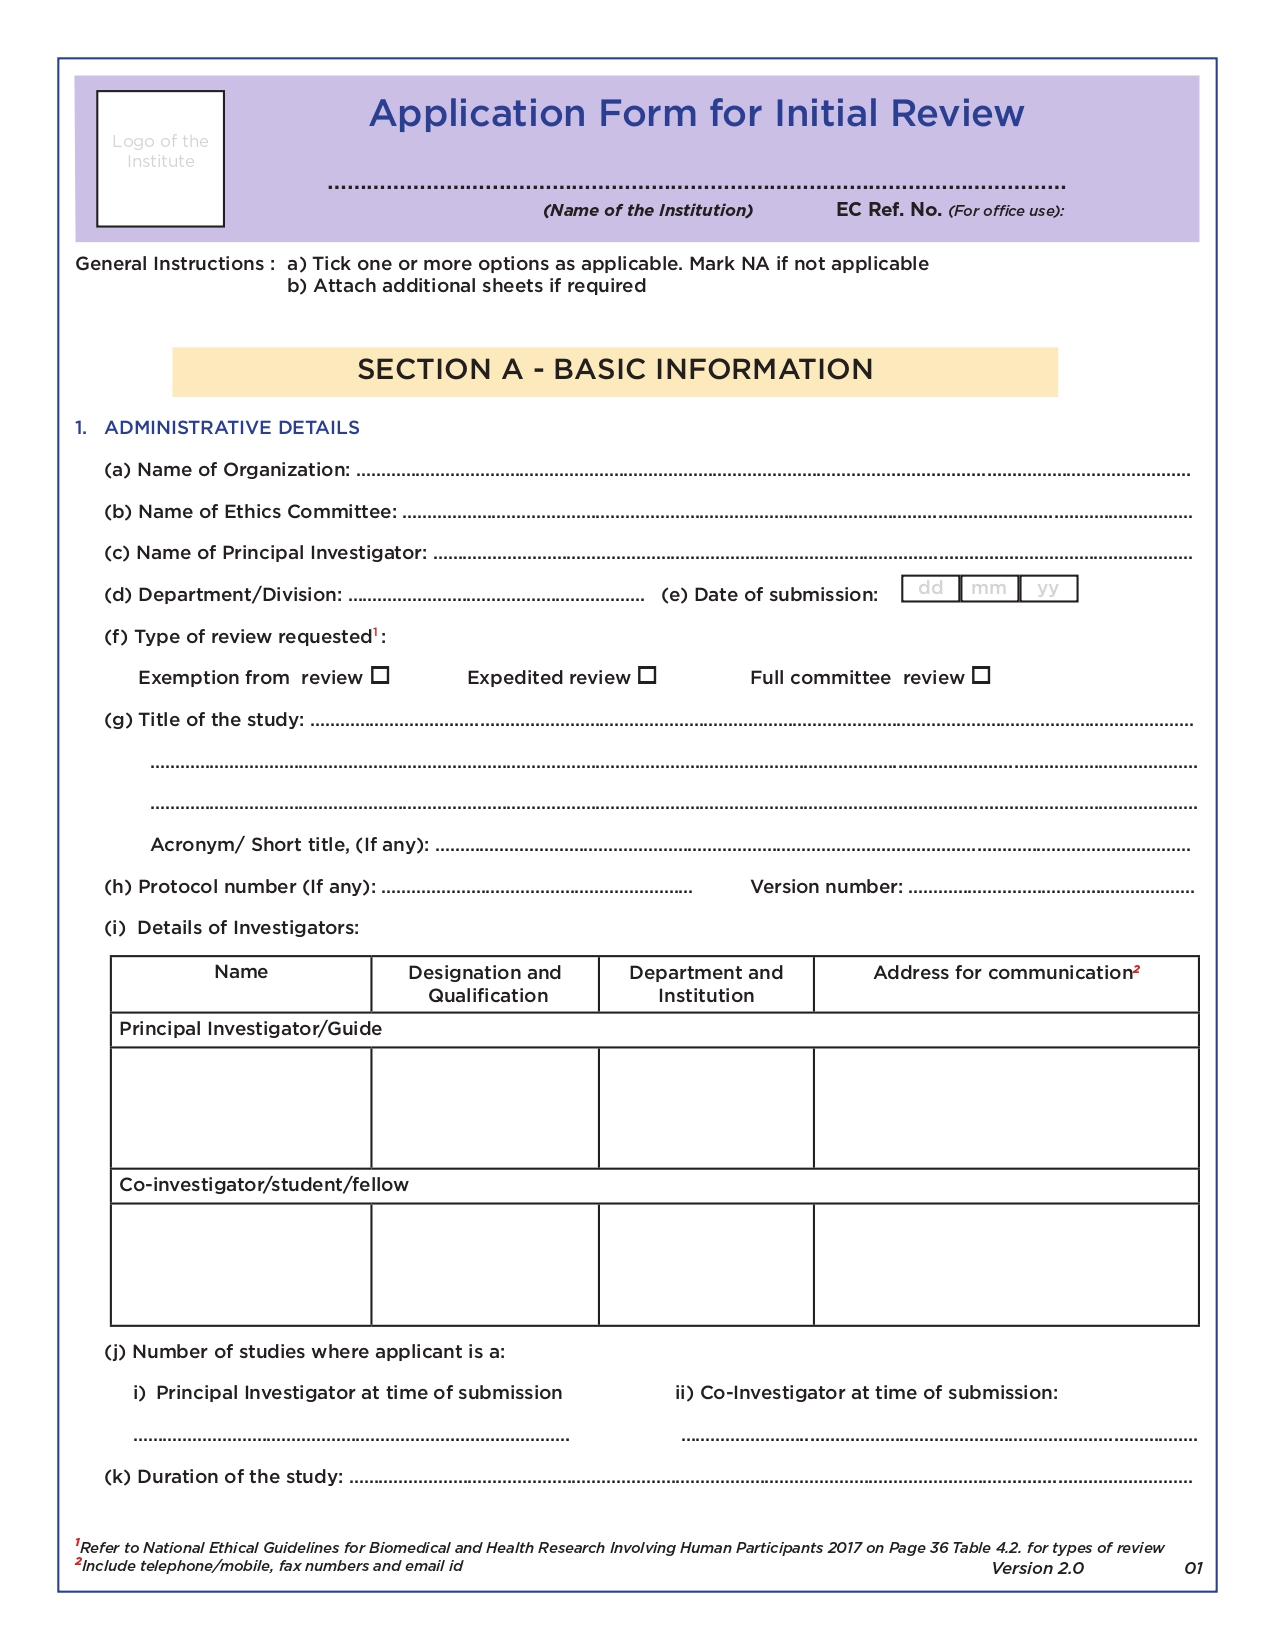 Logo of the
Institute
Application Form for Initial Review
................................................................................................................
(Name of the Institution) EC Ref. No. (For office use):
General Instructions : a) Tick one or more options as applicable. Mark NA if not applicable
b) Attach additional sheets if required
SECTION A - BASIC INFORMATION
1. ADMINISTRATIVE DETAILS
(a) Name of Organization: ................................................................................
(b) Name of Ethics Committee: ................................................................................
(c) Name of Principal Investigator: ................................................................................
(d) Department/Division: ............................................................ (e) Date of submission: dd mm yy
(f) Type of review requested1 :
Exemption from review ☐ Expedited review ☐ Full committee review ☐
(g) Title of the study: ................................................................................
................................................................................
................................................................................
Acronym/ Short title, (If any): ................................................................................
(h) Protocol number (If any): ............................................................ Version number: ............................................................
(i) Details of Investigators:
Name Designation and Department and Address for communication2
Qualification Institution
Principal Investigator/Guide
Co-investigator/student/fellow
(j) Number of studies where applicant is a:
i) Principal Investigator at time of submission ii) Co-Investigator at time of submission:
............................................................ ............................................................
(k) Duration of the study: ................................................................................
1Refer to National Ethical Guidelines for Biomedical and Health Research Involving Human Participants 2017 on Page 36 Table 4.2. for types of review
2Include telephone/mobile, fax numbers and email id
Version 2.0 01